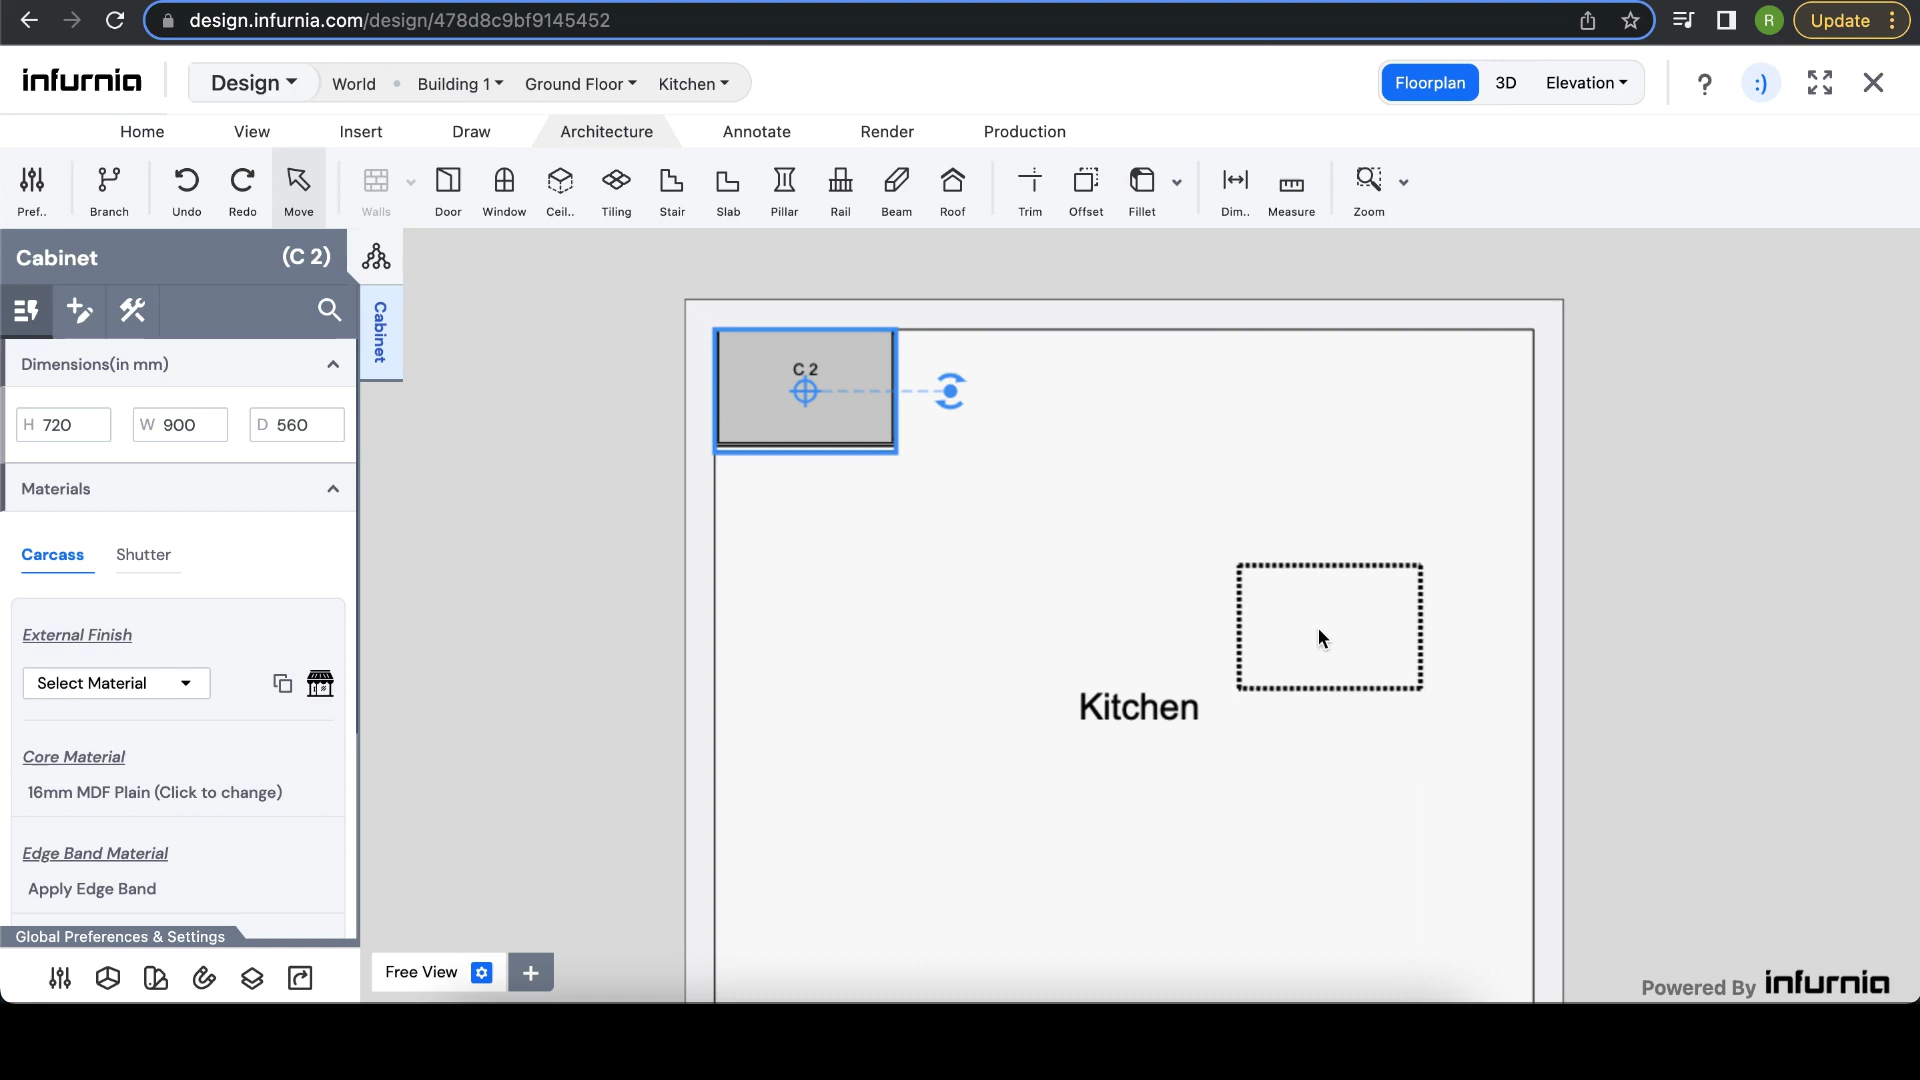 design.infurnia.com/design/478d8c9bf9145452
R
Update
infurnia
Design
World
Building 1
Ground Floor
Kitchen
Floorplan
3D
Elevation
?
:)
Home
View
Insert
Draw
Architecture
Annotate
Render
Production
Pref..
Branch
Undo
Redo
Move
Walls
Door
Window
Ceil..
Tiling
Stair
Slab
Pillar
Rail
Beam
Roof
Trim
Offset
Fillet
Dim..
Measure
Zoom
Cabinet (C 2)
Cabinet
Dimensions(in mm)
H 720
W 900
D 560
Materials
Carcass
Shutter
External Finish
Select Material
Core Material
16mm MDF Plain (Click to change)
Edge Band Material
Apply Edge Band
Global Preferences & Settings
C 2
Kitchen
Free View
Powered By infurnia